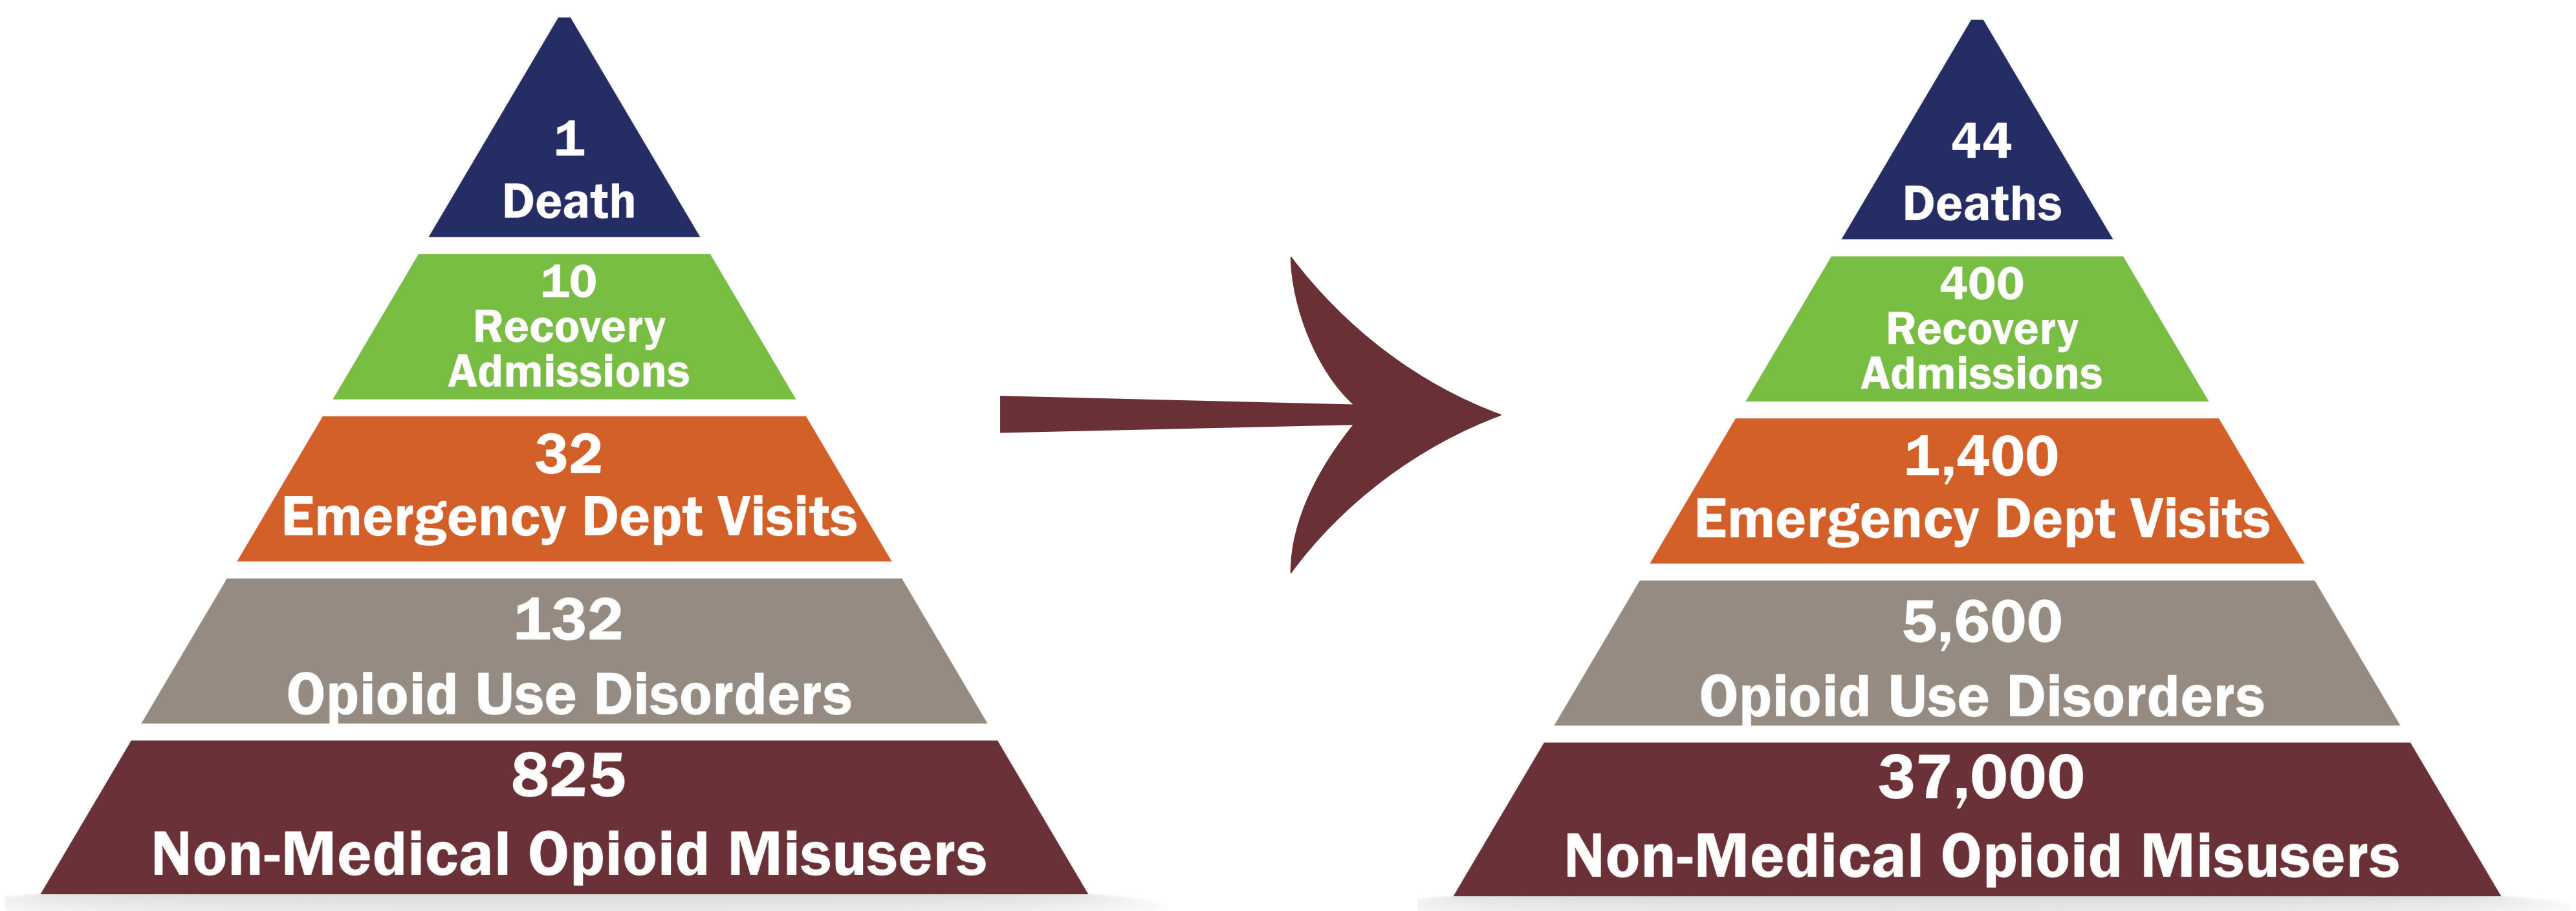 1
Death
10
Recovery
Admissions
32
Emergency Dept Visits
132
Opioid Use Disorders
825
Non-Medical Opioid Misusers
44
Deaths
400
Recovery
Admissions
1,400
Emergency Dept Visits
5,600
Opioid Use Disorders
37,000
Non-Medical Opioid Misusers